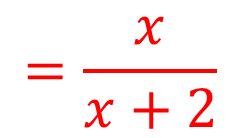 = x / (x + 2)